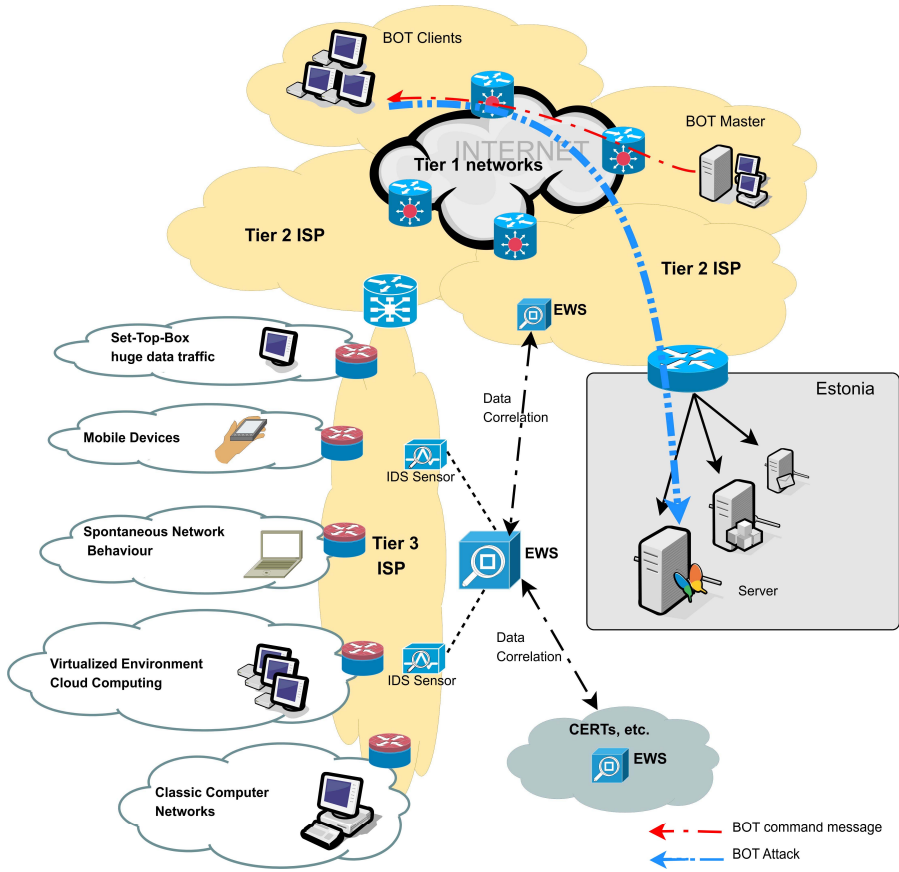 BOT Clients
BOT Master
INTERNET
Tier 1 networks
Tier 2 ISP
Tier 2 ISP
EWS
Set-Top-Box
huge data traffic
Estonia
Data
Correlation
Mobile Devices
IDS Sensor
Spontaneous Network
Behaviour
Tier 3
ISP
EWS
Server
Data
Correlation
Virtualized Environment
Cloud Computing
IDS Sensor
CERTs, etc.
EWS
Classic Computer
Networks
BOT command message
BOT Attack